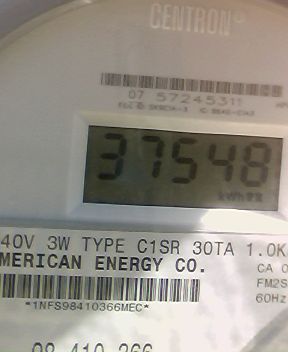 CENTRON®
07 57245311
37548
kWh
40V 3W TYPE C1SR 30TA 1.0K
MERICAN ENERGY CO.
CA 0
FM2S
60Hz
*1NFS98410366MEC*
98 410 366